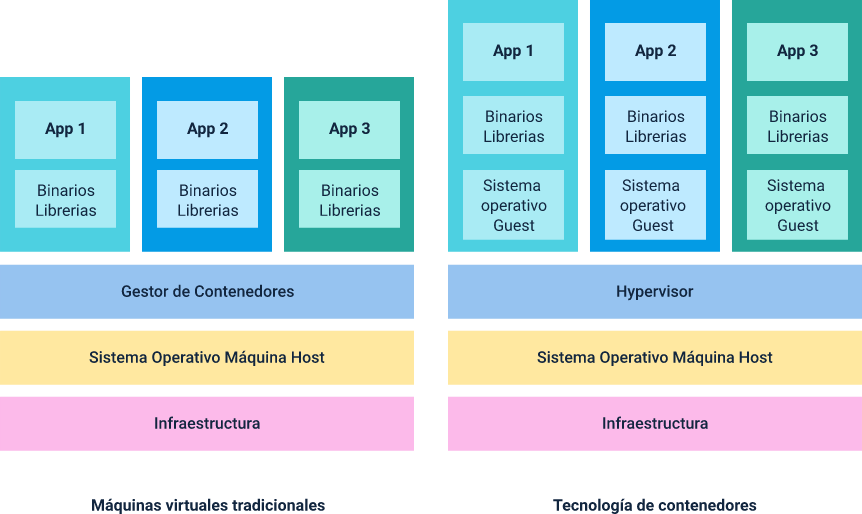 App 1
App 2
App 3
Binarios
Librerias
Binarios
Librerias
Binarios
Librerias
Gestor de Contenedores
Sistema Operativo Máquina Host
Infraestructura
Máquinas virtuales tradicionales
App 1
App 2
App 3
Binarios
Librerias
Binarios
Librerias
Binarios
Librerias
Sistema
operativo
Guest
Sistema
operativo
Guest
Sistema
operativo
Guest
Hypervisor
Sistema Operativo Máquina Host
Infraestructura
Tecnología de contenedores